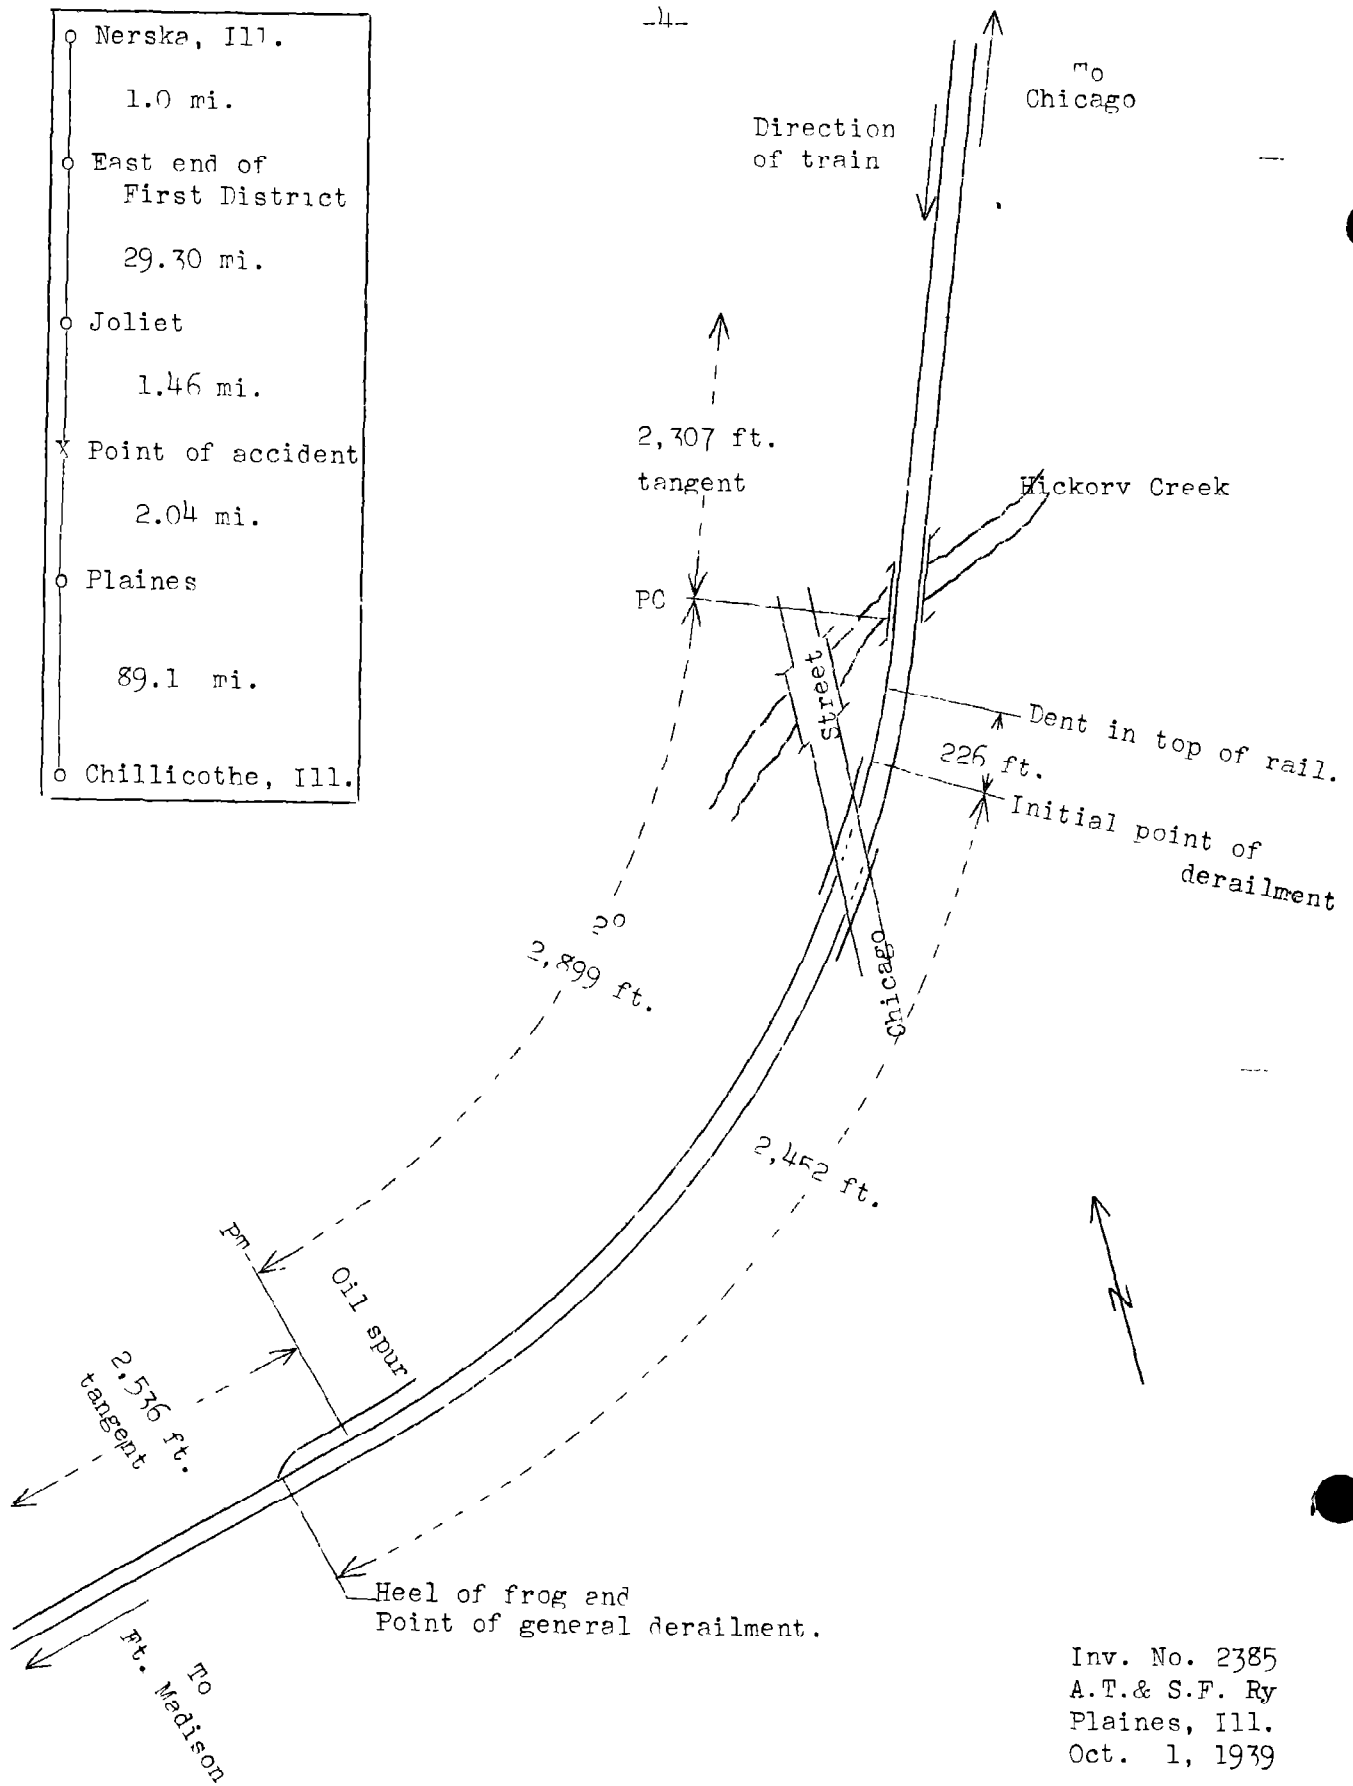 -4-
Nerska, Ill.
1.0 mi.
East end of
First District
29.30 mi.
Joliet
1.46 mi.
X Point of accident
2.04 mi.
Plaines
89.1 mi.
Chillicothe, Ill.
To
Chicago
Direction
of train
2,307 ft.
tangent
Hickory Creek
PC
Street
Dent in top of rail.
226 ft.
Initial point of
derailment
2°
2,899 ft.
Chicago
2,452 ft.
PT
Oil spur
2,536 ft.
tangent
N
Heel of frog and
Point of general derailment.
To
Ft. Madison
Inv. No. 2385
A.T.& S.F. Ry
Plaines, Ill.
Oct. 1, 1939